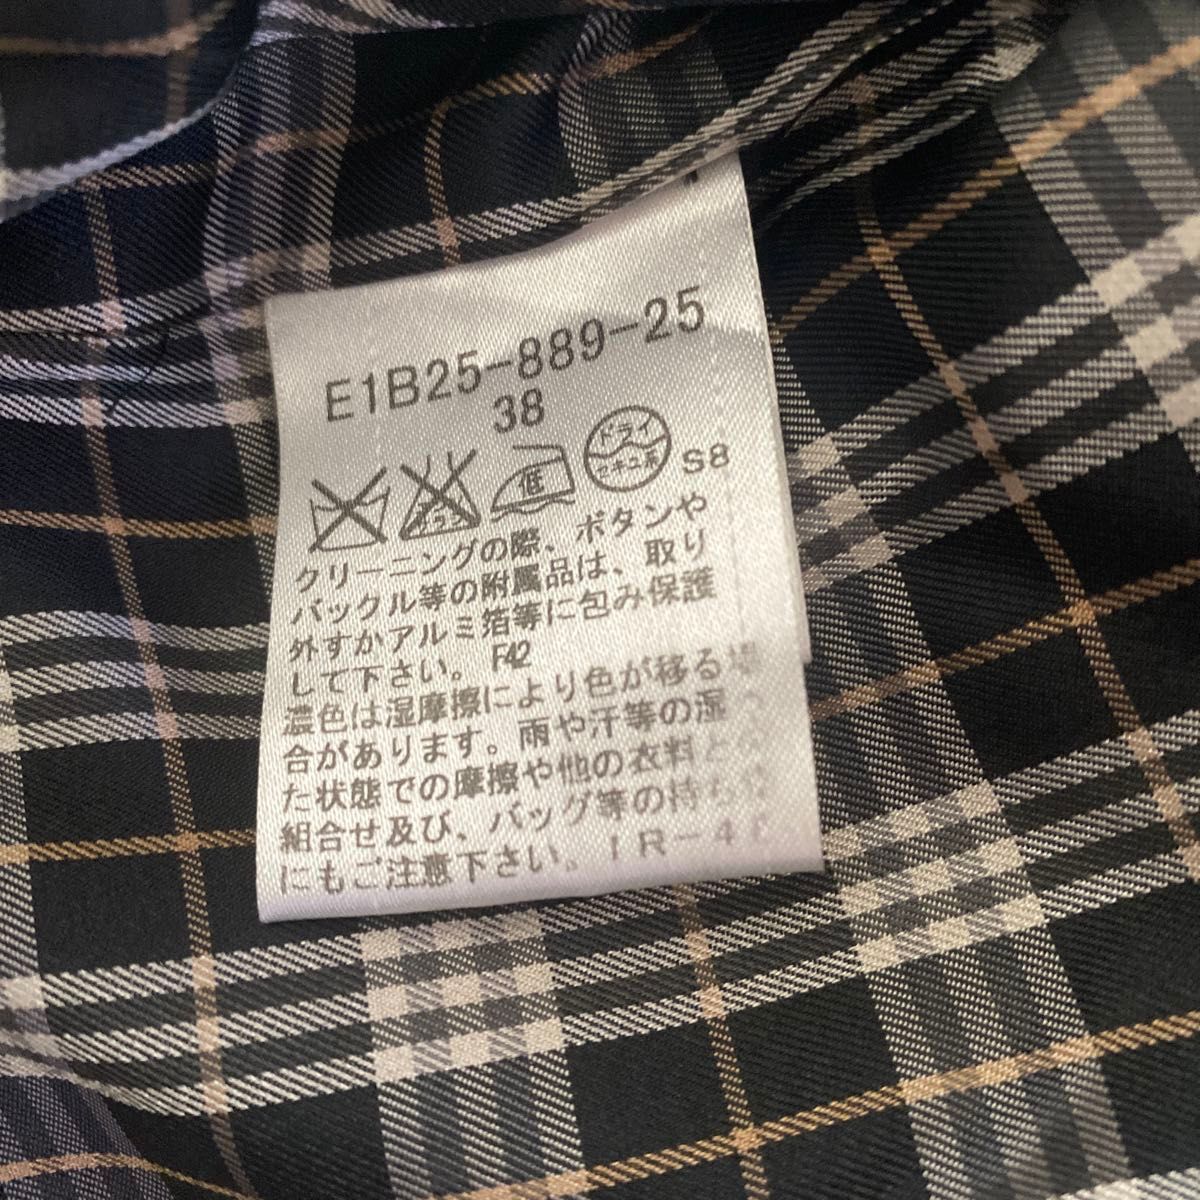 E1B25-889-25
38
低 ドライ S8
クリーニングの際、ボタンや
バックル等の附属品は、取り
外すかアルミ箔等に包み保護
して下さい。 F42
濃色は湿摩擦により色が移る場
合があります。雨や汗等の湿っ
た状態での摩擦や他の衣料と
組合せ及び、バッグ等の持ち
にもご注意下さい。IR-4